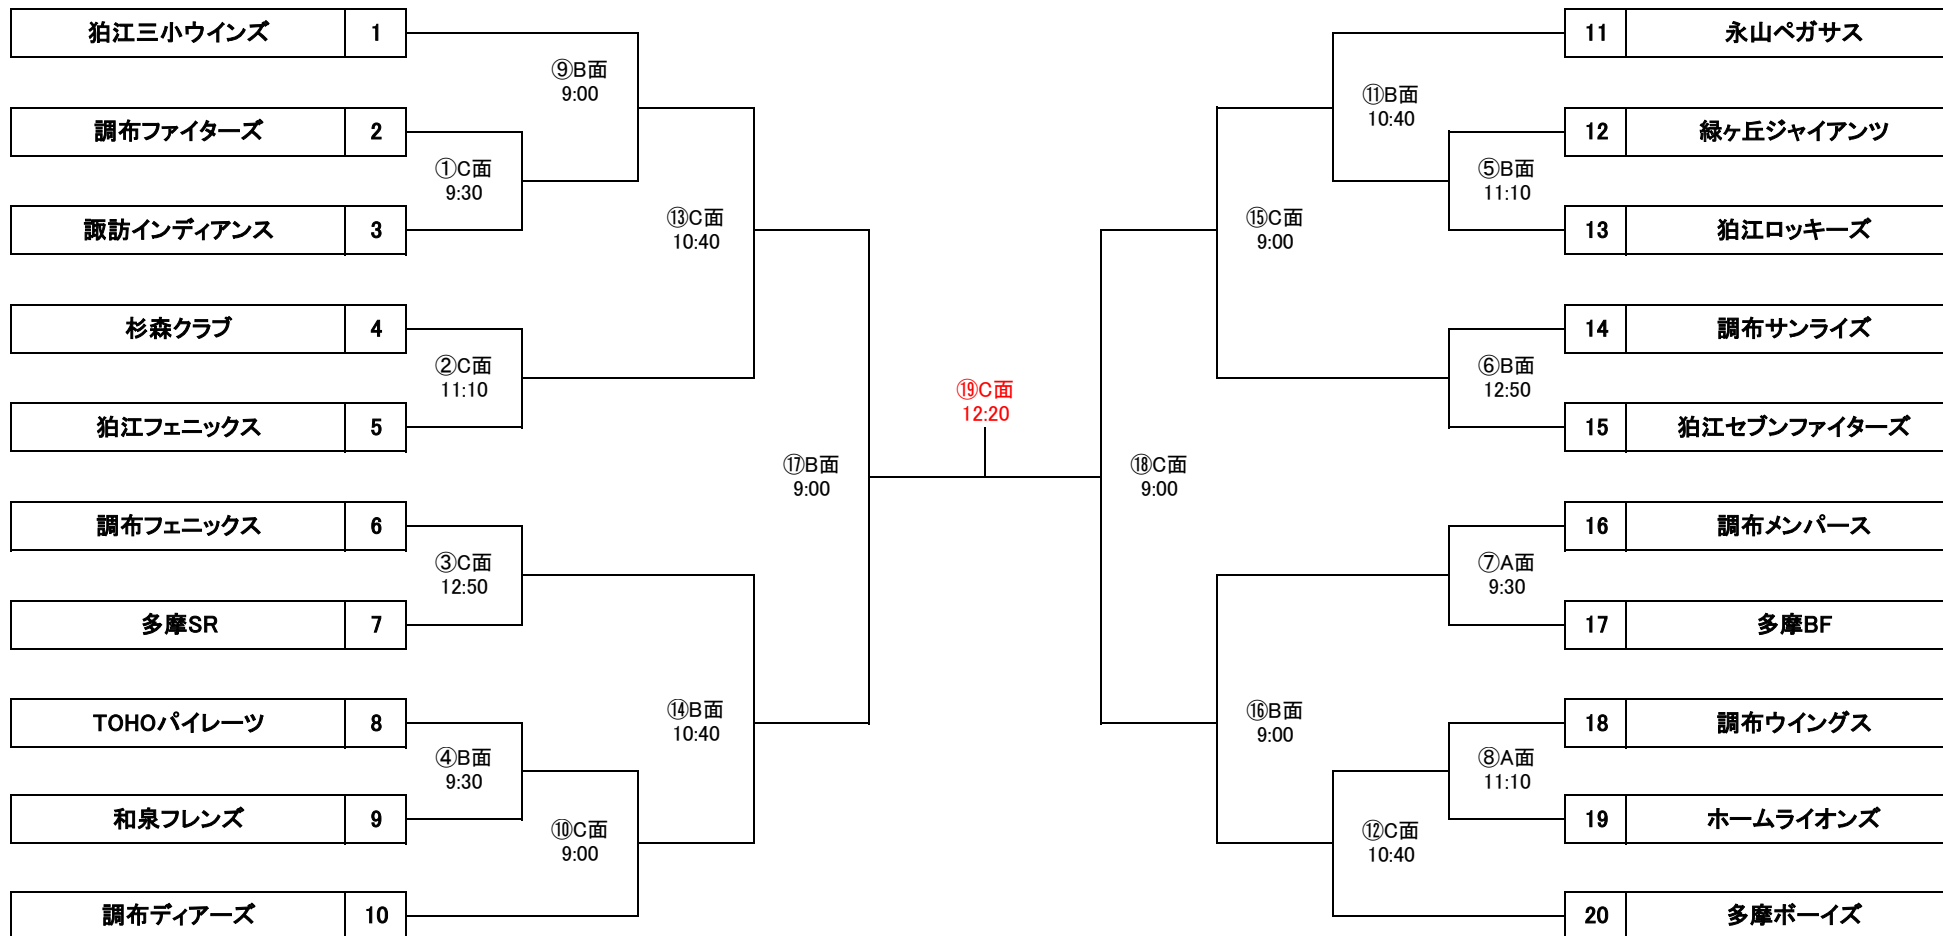 狛江三小ウインズ 1
⑨B面
9:00
調布ファイターズ 2
①C面
9:30
諏訪インディアンス 3
⑬C面
10:40
杉森クラブ 4
②C面
11:10
狛江フェニックス 5
⑰B面
9:00
調布フェニックス 6
③C面
12:50
多摩SR 7
TOHOパイレーツ 8
⑭B面
10:40
④B面
9:30
和泉フレンズ 9
⑩C面
9:00
調布ディアーズ 10
⑲C面
12:20
11 永山ペガサス
⑪B面
10:40
12 緑ヶ丘ジャイアンツ
⑤B面
11:10
13 狛江ロッキーズ
⑮C面
9:00
14 調布サンライズ
⑥B面
12:50
15 狛江セブンファイターズ
⑱C面
9:00
16 調布メンパース
⑦A面
9:30
17 多摩BF
18 調布ウイングス
⑯B面
9:00
⑧A面
11:10
19 ホームライオンズ
⑫C面
10:40
20 多摩ボーイズ